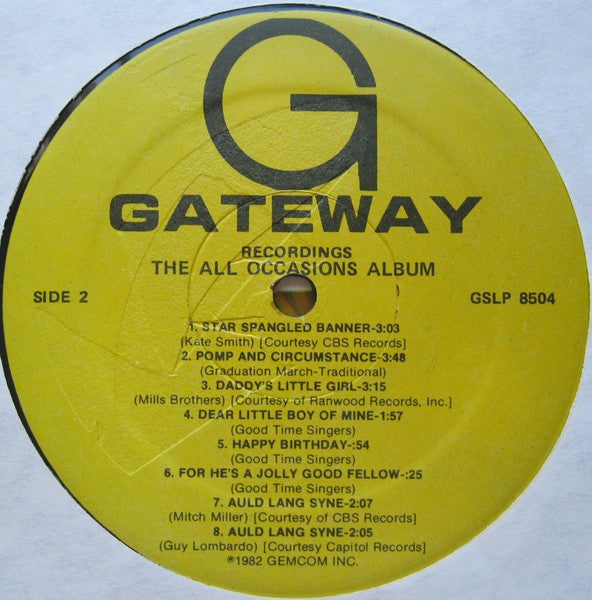 G
GATEWAY
RECORDINGS
THE ALL OCCASIONS ALBUM
SIDE 2
GSLP 8504
1. STAR SPANGLED BANNER-3:03
(Kate Smith) [Courtesy CBS Records]
2. POMP AND CIRCUMSTANCE-3:48
(Graduation March-Traditional)
3. DADDY'S LITTLE GIRL-3:15
(Mills Brothers) [Courtesy of Ranwood Records, Inc.]
4. DEAR LITTLE BOY OF MINE-1:57
(Good Time Singers)
5. HAPPY BIRTHDAY-:54
(Good Time Singers)
6. FOR HE'S A JOLLY GOOD FELLOW-:25
(Good Time Singers)
7. AULD LANG SYNE-2:07
(Mitch Miller) [Courtesy of CBS Records]
8. AULD LANG SYNE-2:05
(Guy Lombardo) [Courtesy Capitol Records]
℗1982 GEMCOM INC.